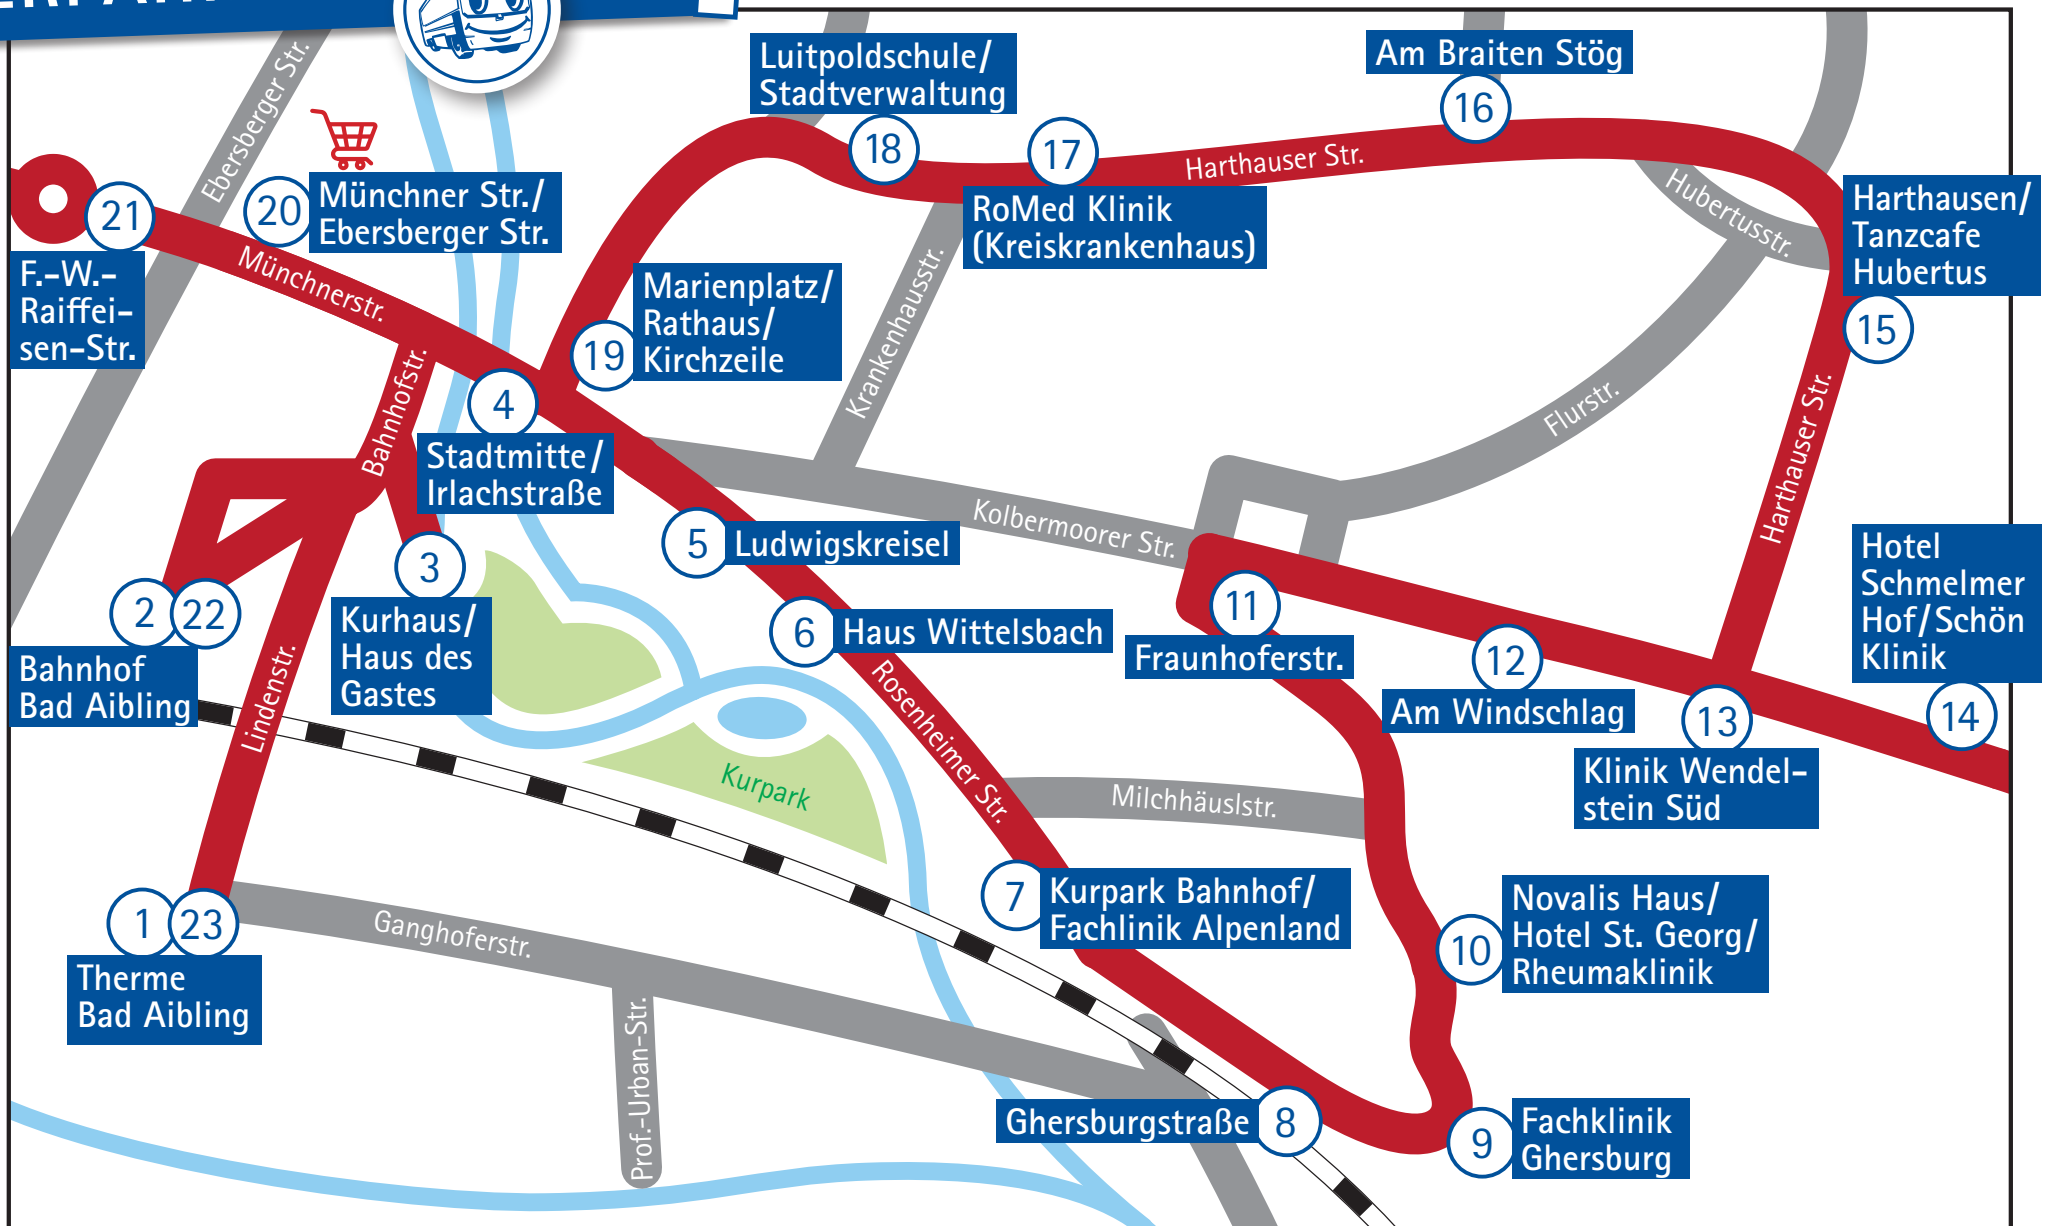 Ebersberger Str.
Luitpoldschule/
Stadtverwaltung
18
17
RoMed Klinik
(Kreiskrankenhaus)
Harthauser Str.
Am Braiten Stög
16
Hubertusstr.
Harthausen/
Tanzcafe
Hubertus
15
21
F.-W.-
Raiffei-
sen-Str.
20
Münchner Str./
Ebersberger Str.
Münchnerstr.
Marienplatz/
Rathaus/
Kirchzeile
19
Krankenhausstr.
Flurstr.
Harthauser Str.
Bahnhofstr.
4
Stadtmitte/
Irlachstraße
Kolbermoorer Str.
5
Ludwigskreisel
3
Kurhaus/
Haus des
Gastes
2
22
Bahnhof
Bad Aibling
Lindenstr.
6
Haus Wittelsbach
Rosenheimer Str.
11
Fraunhoferstr.
12
Am Windschlag
13
Klinik Wendel-
stein Süd
Hotel
Schmelmer
Hof/Schön
Klinik
14
Kurpark
Milchhäuslstr.
7
Kurpark Bahnhof/
Fachlinik Alpenland
10
Novalis Haus/
Hotel St. Georg/
Rheumaklinik
1
23
Therme
Bad Aibling
Ganghoferstr.
Prof.-Urban-Str.
Ghersburgstraße
8
9
Fachklinik
Ghersburg